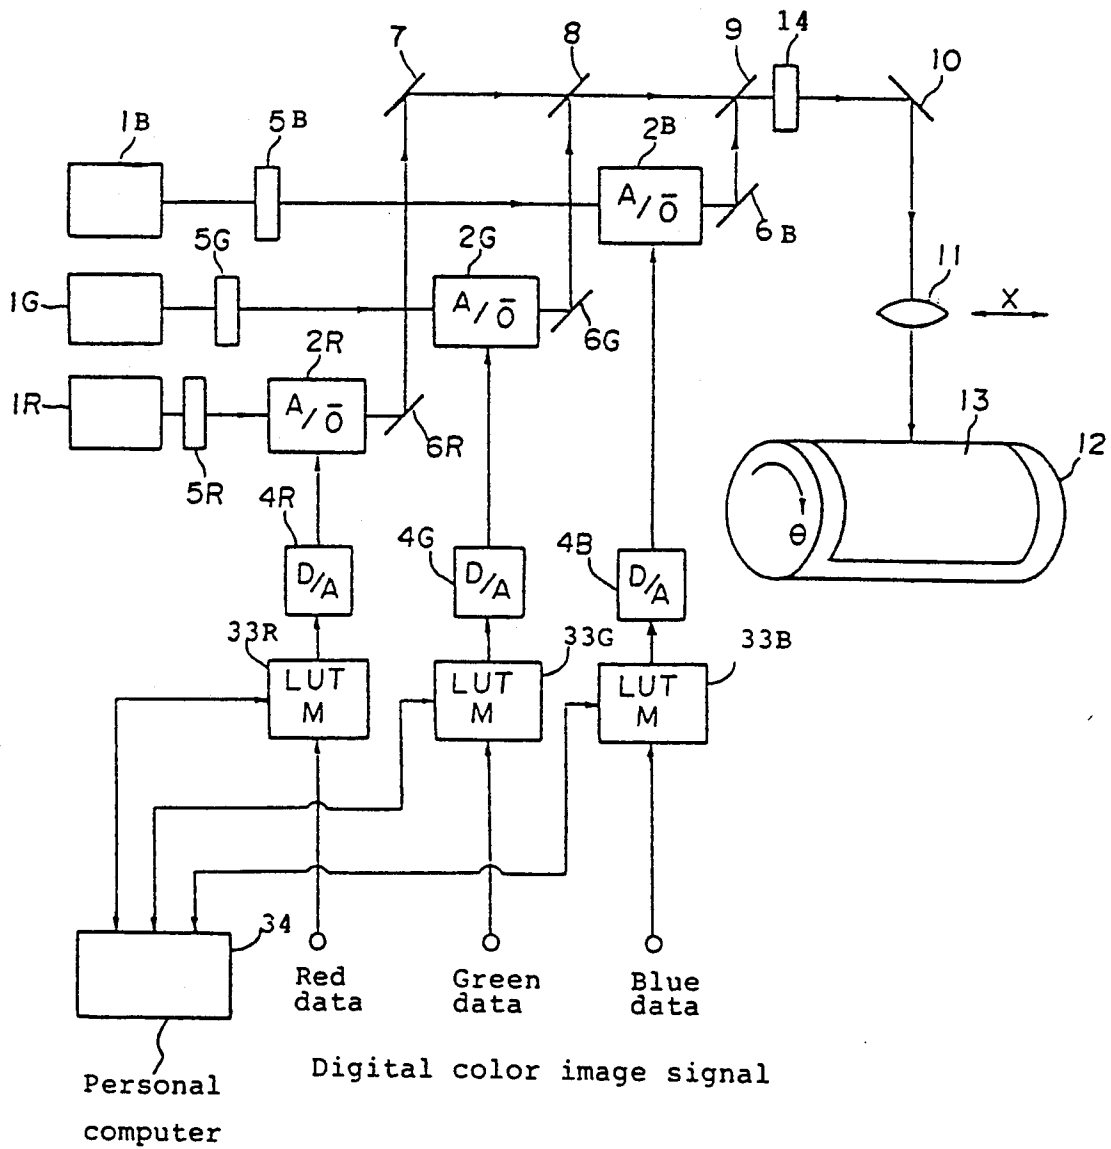 7
8
9
14
10
1B
5B
2B
A/Ō
6B
5G
2G
11
1G
A/Ō
6G
X
2R
1R
A/Ō
6R
13
12
5R
4R
4G
4B
θ
D/A
D/A
D/A
33R
33G
33B
LUT
M
LUT
M
LUT
M
34
Red
data
Green
data
Blue
data
Digital color image signal
Personal
computer